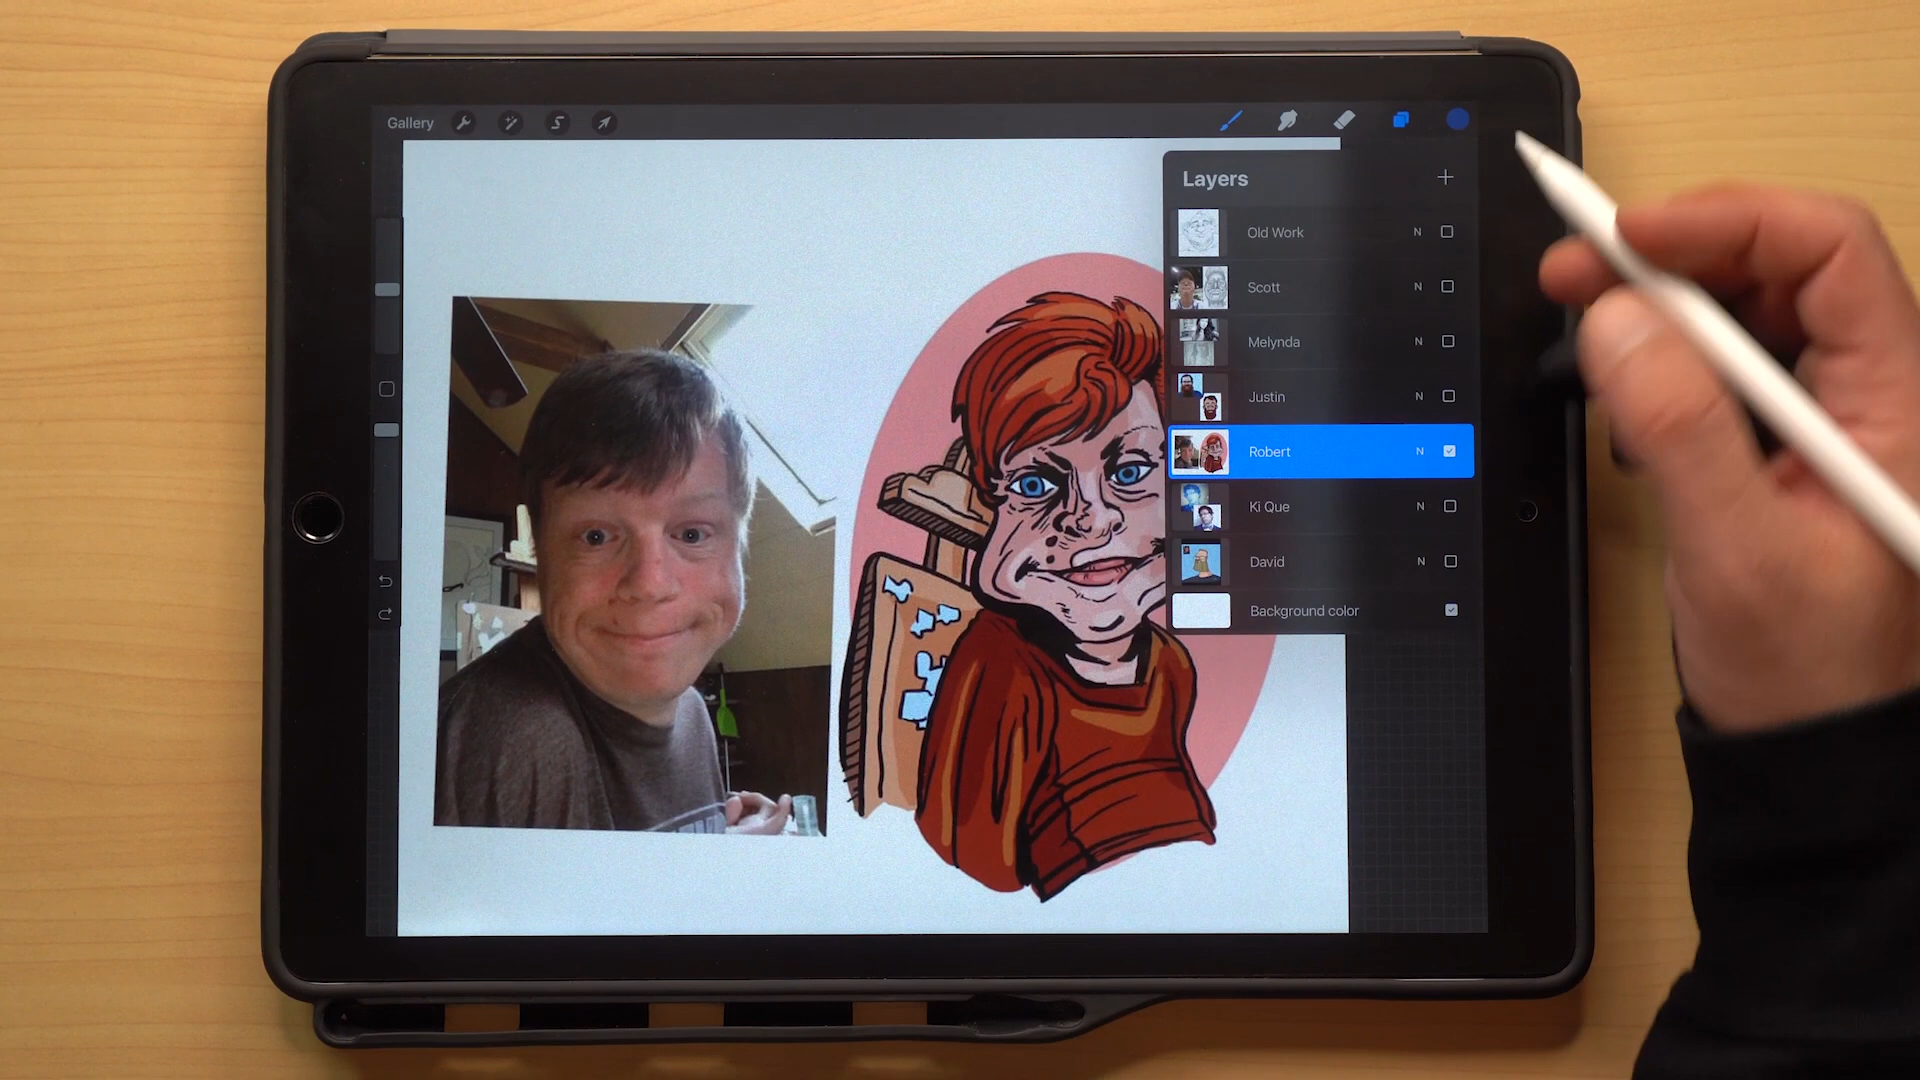 Gallery
Layers
Old Work N
Scott N
Melynda N
Justin N
Robert N
Ki Que N
David N
Background color